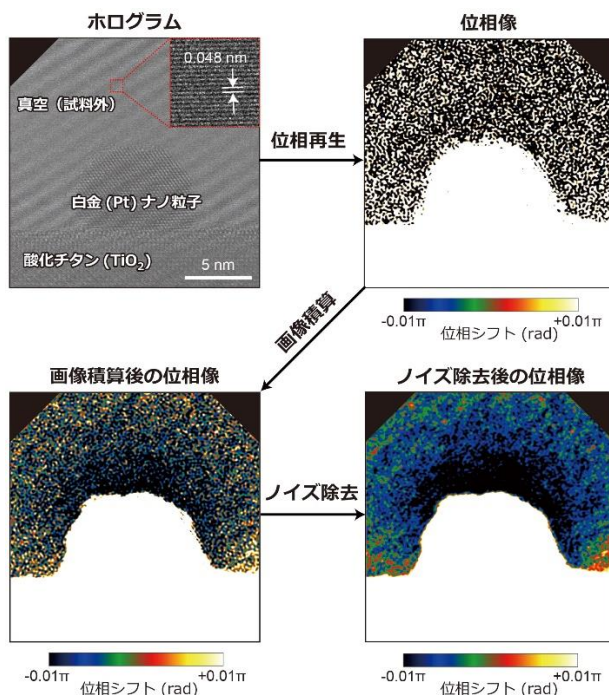 ホログラム
0.048 nm
真空（試料外）
白金 (Pt) ナノ粒子
酸化チタン (TiO2)
5 nm
位相再生
位相像
-0.01π
+0.01π
位相シフト (rad)
画像積算
画像積算後の位相像
-0.01π
+0.01π
位相シフト (rad)
ノイズ除去
ノイズ除去後の位相像
-0.01π
+0.01π
位相シフト (rad)